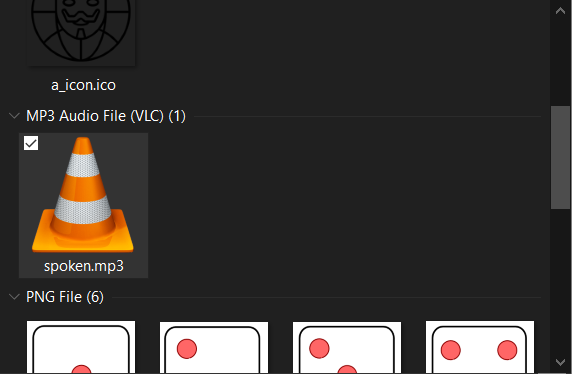 a_icon.ico
MP3 Audio File (VLC) (1)
spoken.mp3
PNG File (6)